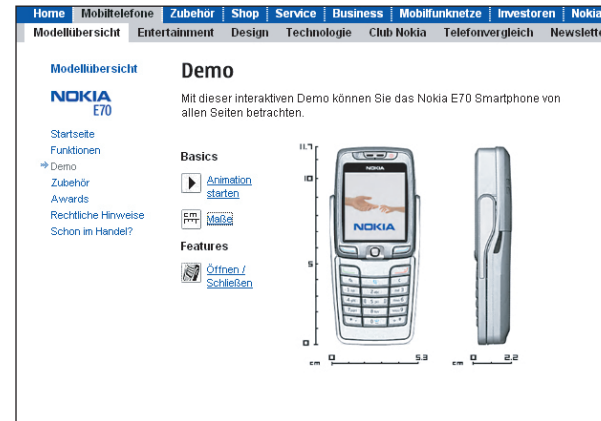 Home Mobiltelefone Zubehör Shop Service Business Mobilfunknetze Investoren Nokia
Modellübersicht Entertainment Design Technologie Club Nokia Telefonvergleich Newslette
Modellübersicht
NOKIA
E70
Startseite
Funktionen
Demo
Zubehör
Awards
Rechtliche Hinweise
Schon im Handel?
Demo
Mit dieser interaktiven Demo können Sie das Nokia E70 Smartphone von
allen Seiten betrachten.
Basics
Animation
starten
cm
Maße
Features
Öffnen /
Schließen
11.7
10
5
0
NOKIA
NOKIA
cm 0 5.3
cm 0 2.2